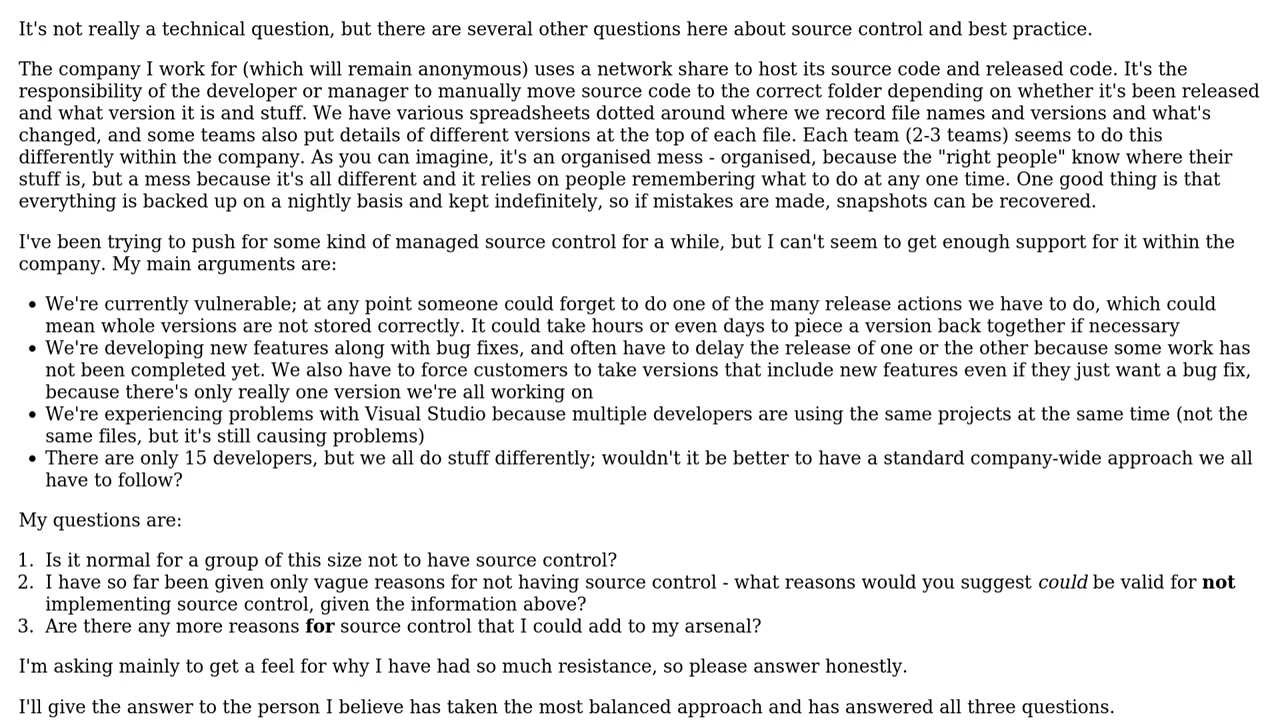 It's not really a technical question, but there are several other questions here about source control and best practice.
The company I work for (which will remain anonymous) uses a network share to host its source code and released code. It's the
responsibility of the developer or manager to manually move source code to the correct folder depending on whether it's been released
and what version it is and stuff. We have various spreadsheets dotted around where we record file names and versions and what's
changed, and some teams also put details of different versions at the top of each file. Each team (2-3 teams) seems to do this
differently within the company. As you can imagine, it's an organised mess - organised, because the "right people" know where their
stuff is, but a mess because it's all different and it relies on people remembering what to do at any one time. One good thing is that
everything is backed up on a nightly basis and kept indefinitely, so if mistakes are made, snapshots can be recovered.
I've been trying to push for some kind of managed source control for a while, but I can't seem to get enough support for it within the
company. My main arguments are:
• We're currently vulnerable; at any point someone could forget to do one of the many release actions we have to do, which could
mean whole versions are not stored correctly. It could take hours or even days to piece a version back together if necessary
• We're developing new features along with bug fixes, and often have to delay the release of one or the other because some work has
not been completed yet. We also have to force customers to take versions that include new features even if they just want a bug fix,
because there's only really one version we're all working on
• We're experiencing problems with Visual Studio because multiple developers are using the same projects at the same time (not the
same files, but it's still causing problems)
• There are only 15 developers, but we all do stuff differently; wouldn't it be better to have a standard company-wide approach we all
have to follow?
My questions are:
1. Is it normal for a group of this size not to have source control?
2. I have so far been given only vague reasons for not having source control - what reasons would you suggest could be valid for not
implementing source control, given the information above?
3. Are there any more reasons for source control that I could add to my arsenal?
I'm asking mainly to get a feel for why I have had so much resistance, so please answer honestly.
I'll give the answer to the person I believe has taken the most balanced approach and has answered all three questions.